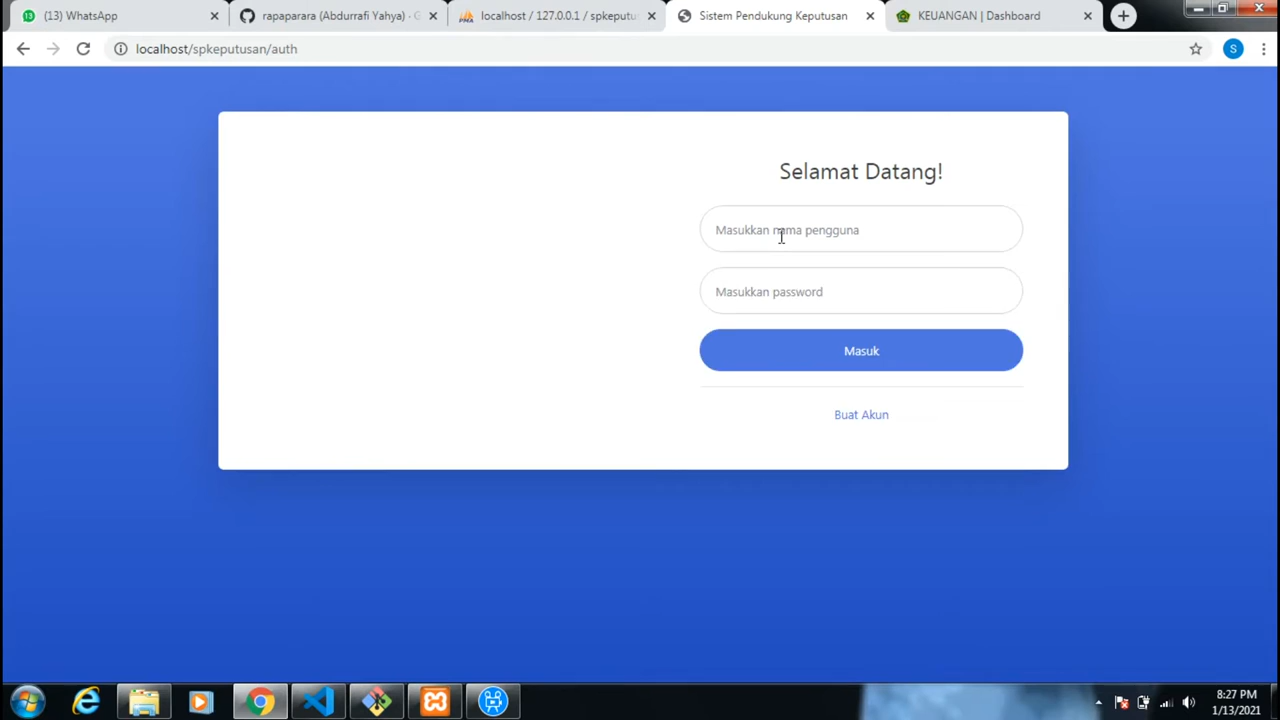 (13) WhatsApp
rapaparara (Abdurrafi Yahya) - G
localhost / 127.0.0.1 / spkeputu
Sistem Pendukung Keputusan
KEUANGAN | Dashboard
localhost/spkeputusan/auth
S
Selamat Datang!
Masukkan nama pengguna
Masukkan password
Masuk
Buat Akun
8:27 PM
1/13/2021